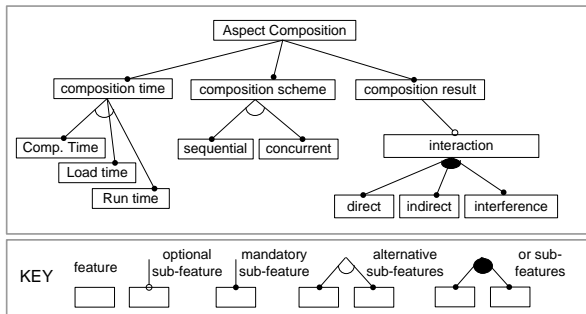 Aspect Composition
composition time
composition scheme
composition result
Comp. Time
sequential
concurrent
interaction
Load time
Run time
direct
indirect
interference
KEY
feature
optional
sub-feature
mandatory
sub-feature
alternative
sub-features
or sub-
features